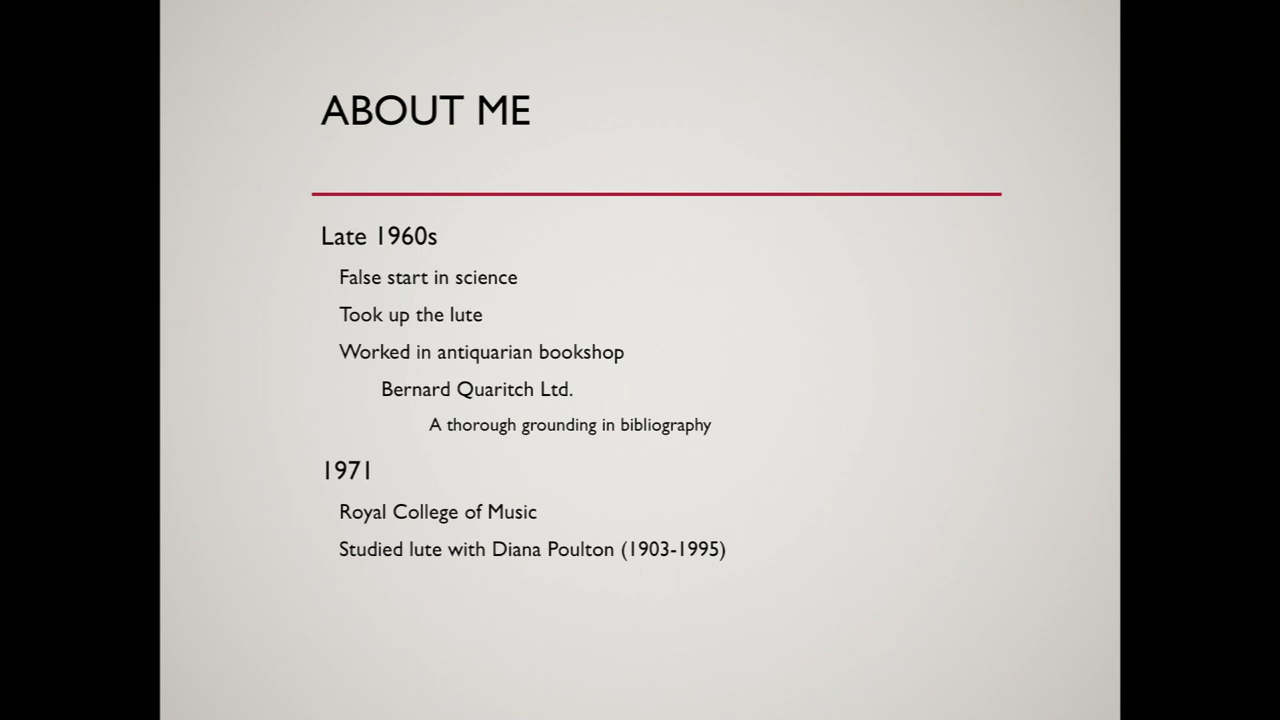 ABOUT ME
Late 1960s
False start in science
Took up the lute
Worked in antiquarian bookshop
Bernard Quaritch Ltd.
A thorough grounding in bibliography
1971
Royal College of Music
Studied lute with Diana Poulton (1903-1995)